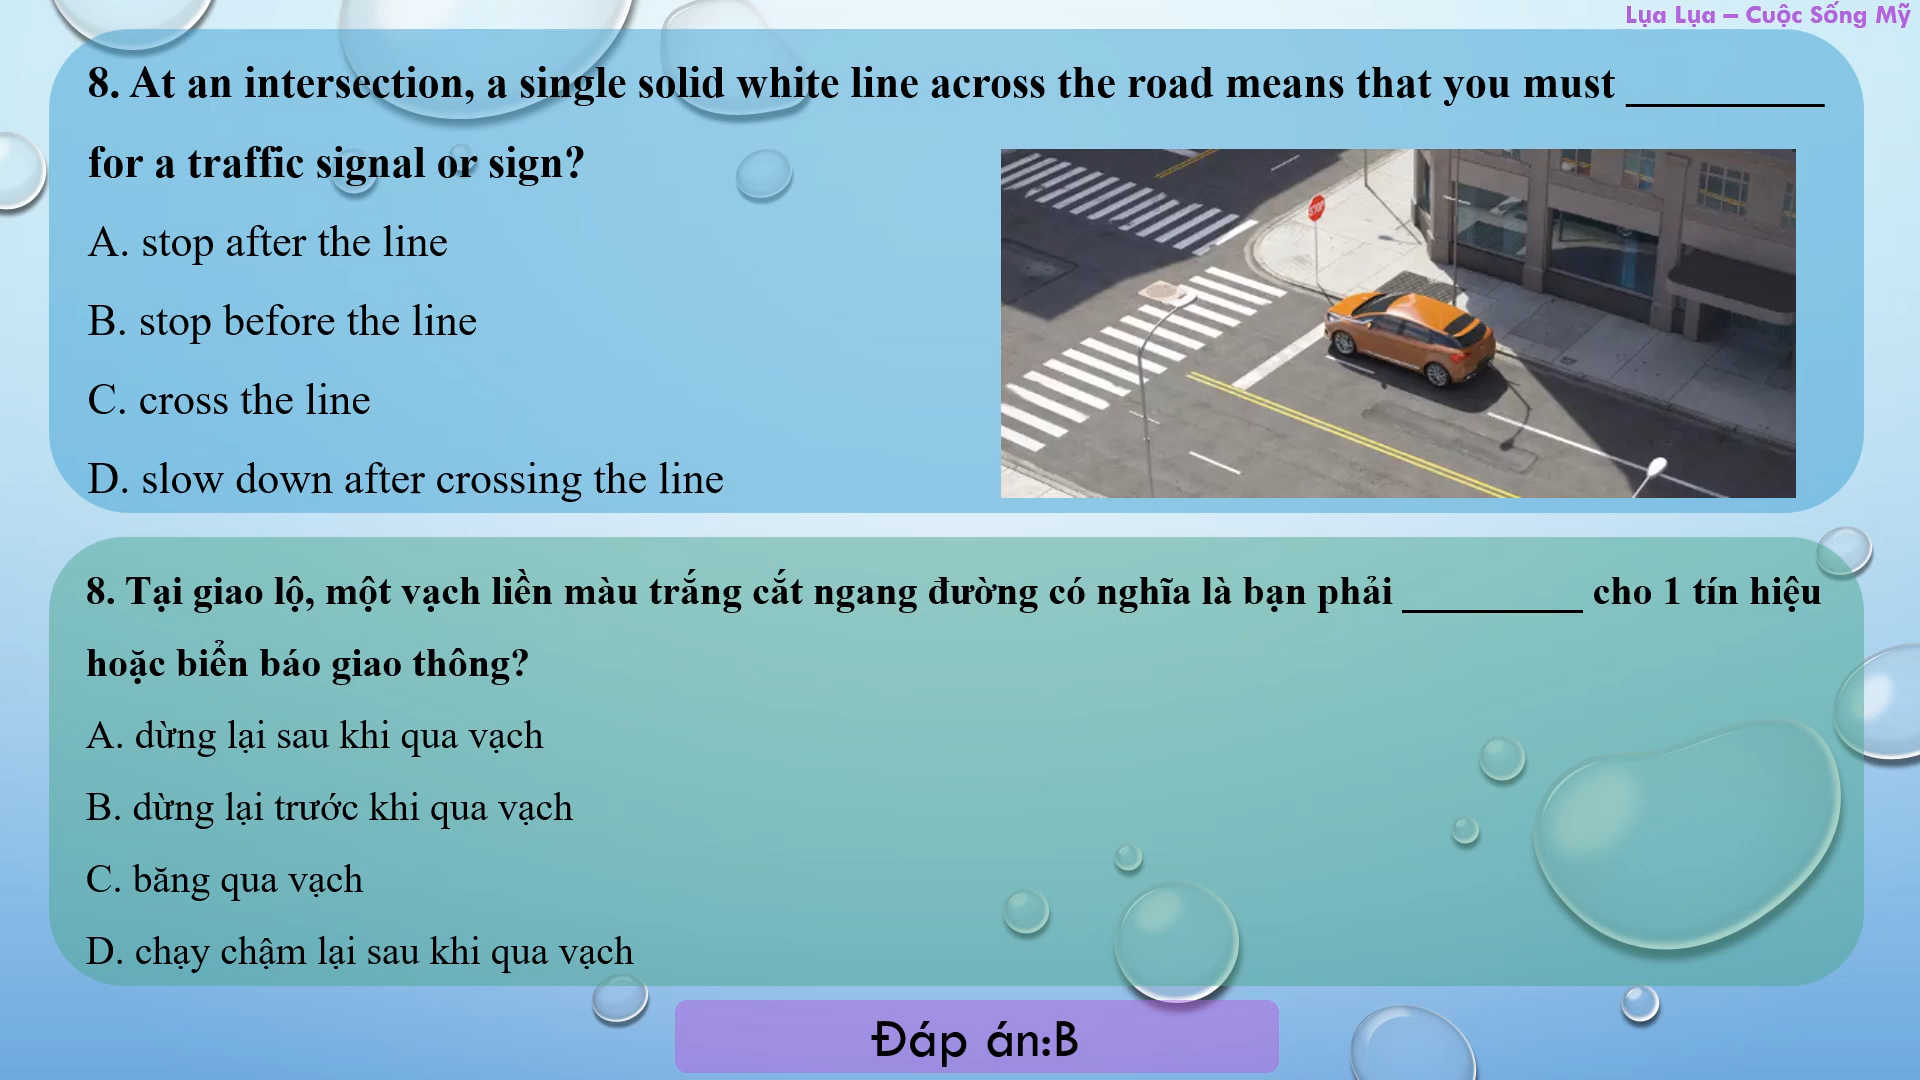 Lụa Lụa – Cuộc Sống Mỹ
8. At an intersection, a single solid white line across the road means that you must _________
for a traffic signal or sign?
A. stop after the line
B. stop before the line
C. cross the line
D. slow down after crossing the line
STOP
8. Tại giao lộ, một vạch liền màu trắng cắt ngang đường có nghĩa là bạn phải _________ cho 1 tín hiệu
hoặc biển báo giao thông?
A. dừng lại sau khi qua vạch
B. dừng lại trước khi qua vạch
C. băng qua vạch
D. chạy chậm lại sau khi qua vạch
Đáp án:B